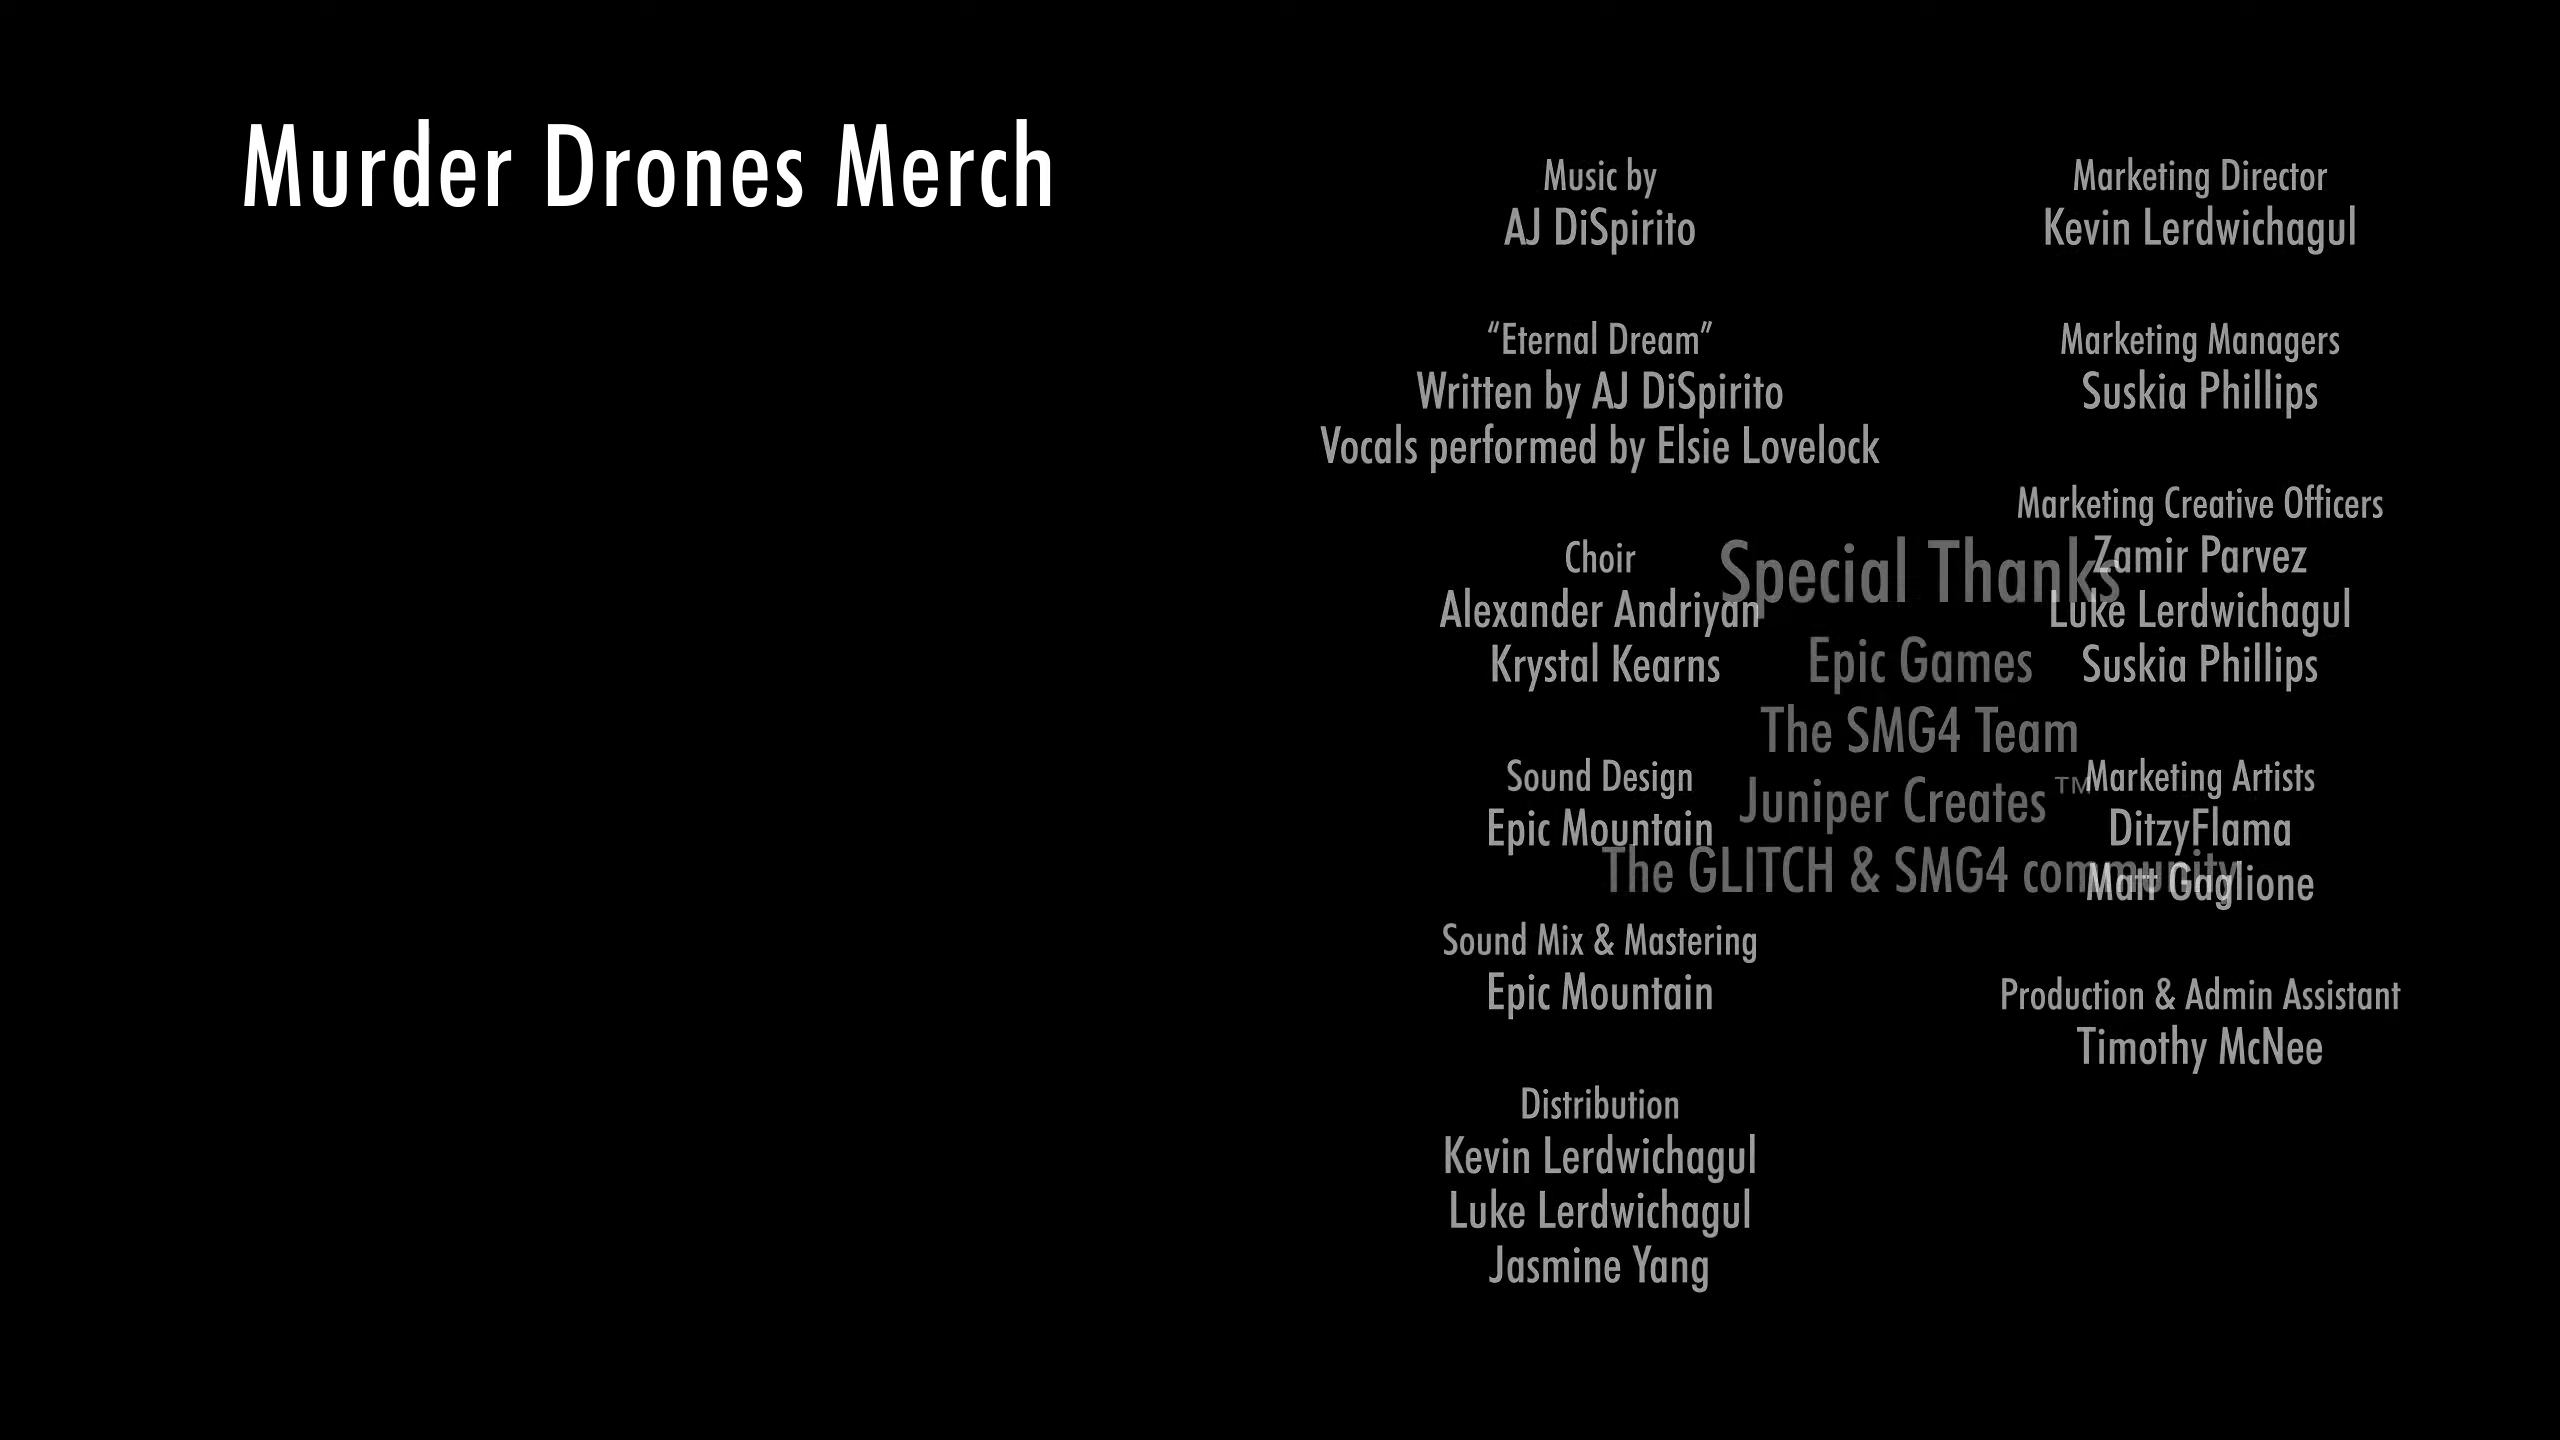 Murder Drones Merch
Music by
AJ DiSpirito
“Eternal Dream”
Written by AJ DiSpirito
Vocals performed by Elsie Lovelock
Choir
Alexander Andriyan
Krystal Kearns
Sound Design
Epic Mountain
Sound Mix & Mastering
Epic Mountain
Distribution
Kevin Lerdwichagul
Luke Lerdwichagul
Jasmine Yang
Special Thanks
Epic Games
The SMG4 Team
Juniper Creates™
The GLITCH & SMG4 community
Marketing Director
Kevin Lerdwichagul
Marketing Managers
Suskia Phillips
Marketing Creative Officers
Zamir Parvez
Luke Lerdwichagul
Suskia Phillips
Marketing Artists
DitzyFlama
Matt Gaglione
Production & Admin Assistant
Timothy McNee